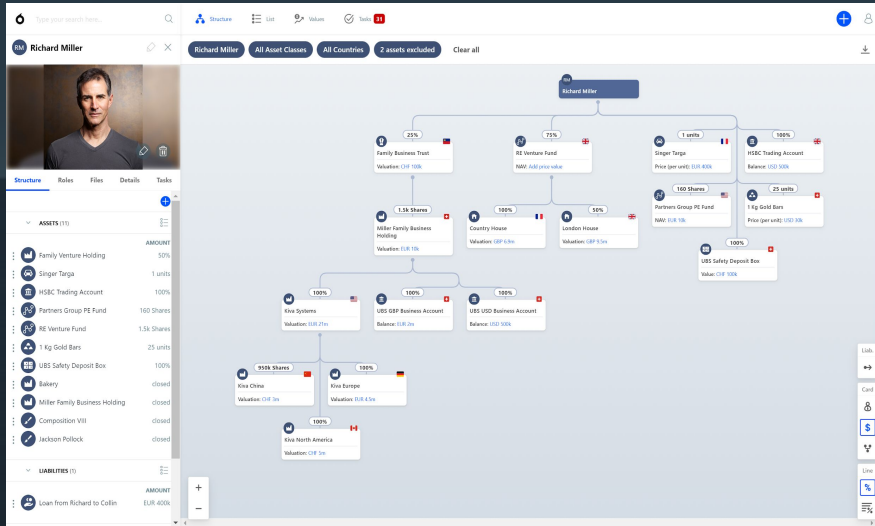 Type your search here...
Structure
List
Values
Tasks 31
RM Richard Miller
Richard Miller
All Asset Classes
All Countries
2 assets excluded
Clear all
Structure Roles Files Details Tasks
ASSETS (11)
AMOUNT
Family Venture Holding 50%
Singer Targa 1 units
HSBC Trading Account 100%
Partners Group PE Fund 160 Shares
RE Venture Fund 1.5k Shares
1 Kg Gold Bars 25 units
UBS Safety Deposit Box 100%
Bakery closed
Miller Family Business Holding closed
Composition VIII closed
Jackson Pollock closed
LIABILITIES (1)
AMOUNT
Loan from Richard to Collin EUR 400k
RM
Richard Miller
25%
Family Business Trust
Valuation: CHF 100k
75%
RE Venture Fund
NAV: Add price value
1 units
Singer Targa
Price (per unit): EUR 400k
100%
HSBC Trading Account
Balance: USD 500k
160 Shares
Partners Group PE Fund
NAV: EUR 10k
25 units
1 Kg Gold Bars
Price (per unit): USD 30k
100%
UBS Safety Deposit Box
Value: CHF 100k
1.5k Shares
Miller Family Business
Holding
Valuation: EUR 10k
100%
Country House
Valuation: GBP 63m
50%
London House
Valuation: GBP 9.5m
100%
Kiva Systems
Valuation: EUR 21m
100%
UBS GBP Business Account
Balance: EUR 2m
100%
UBS USD Business Account
Balance: USD 500k
950k Shares
Kiva China
Valuation: CHF 3m
100%
Kiva Europe
Valuation: EUR 4.5m
100%
Kiva North America
Valuation: CHF 5m
Liab.
Card
$
Line
%
+
−